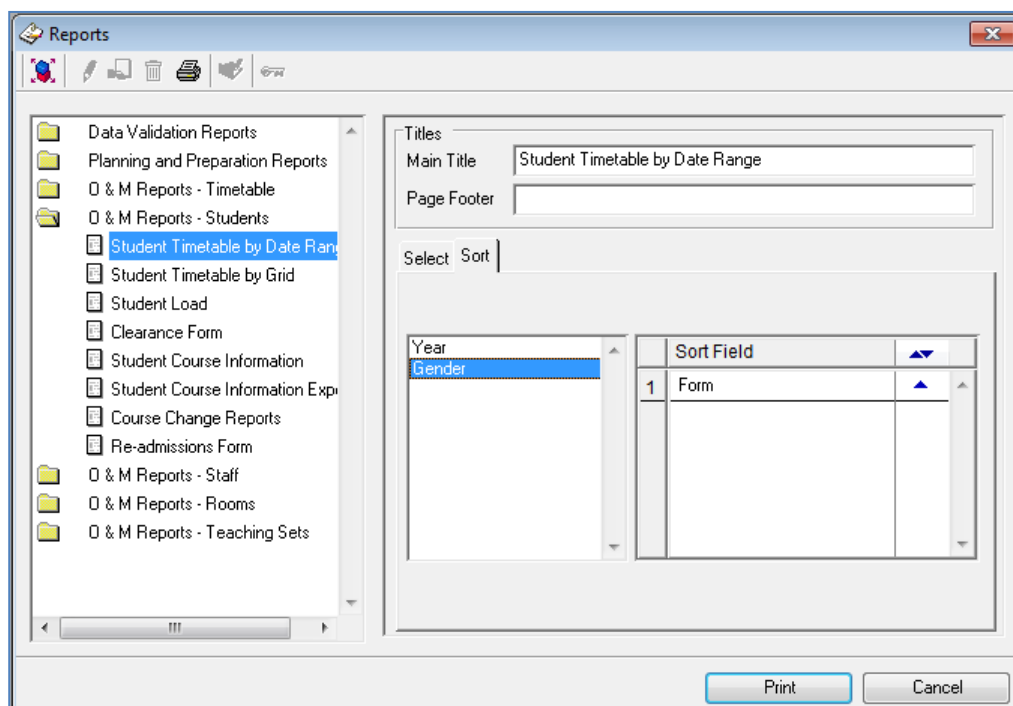 Reports
Data Validation Reports
Planning and Preparation Reports
O & M Reports - Timetable
O & M Reports - Students
Student Timetable by Date Ran
Student Timetable by Grid
Student Load
Clearance Form
Student Course Information
Student Course Information Exp
Course Change Reports
Re-admissions Form
O & M Reports - Staff
O & M Reports - Rooms
O & M Reports - Teaching Sets
Titles
Main Title Student Timetable by Date Range
Page Footer
Select Sort
Year
Gender
Sort Field
1 Form
Print Cancel